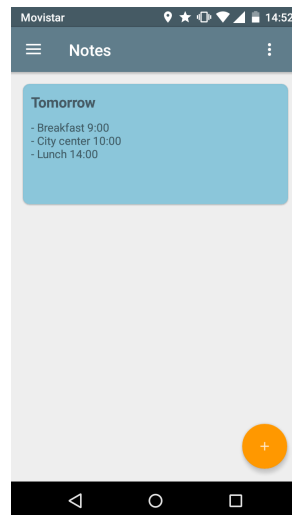 Movistar 14:52
Notes
Tomorrow
- Breakfast 9:00
- City center 10:00
- Lunch 14:00
+